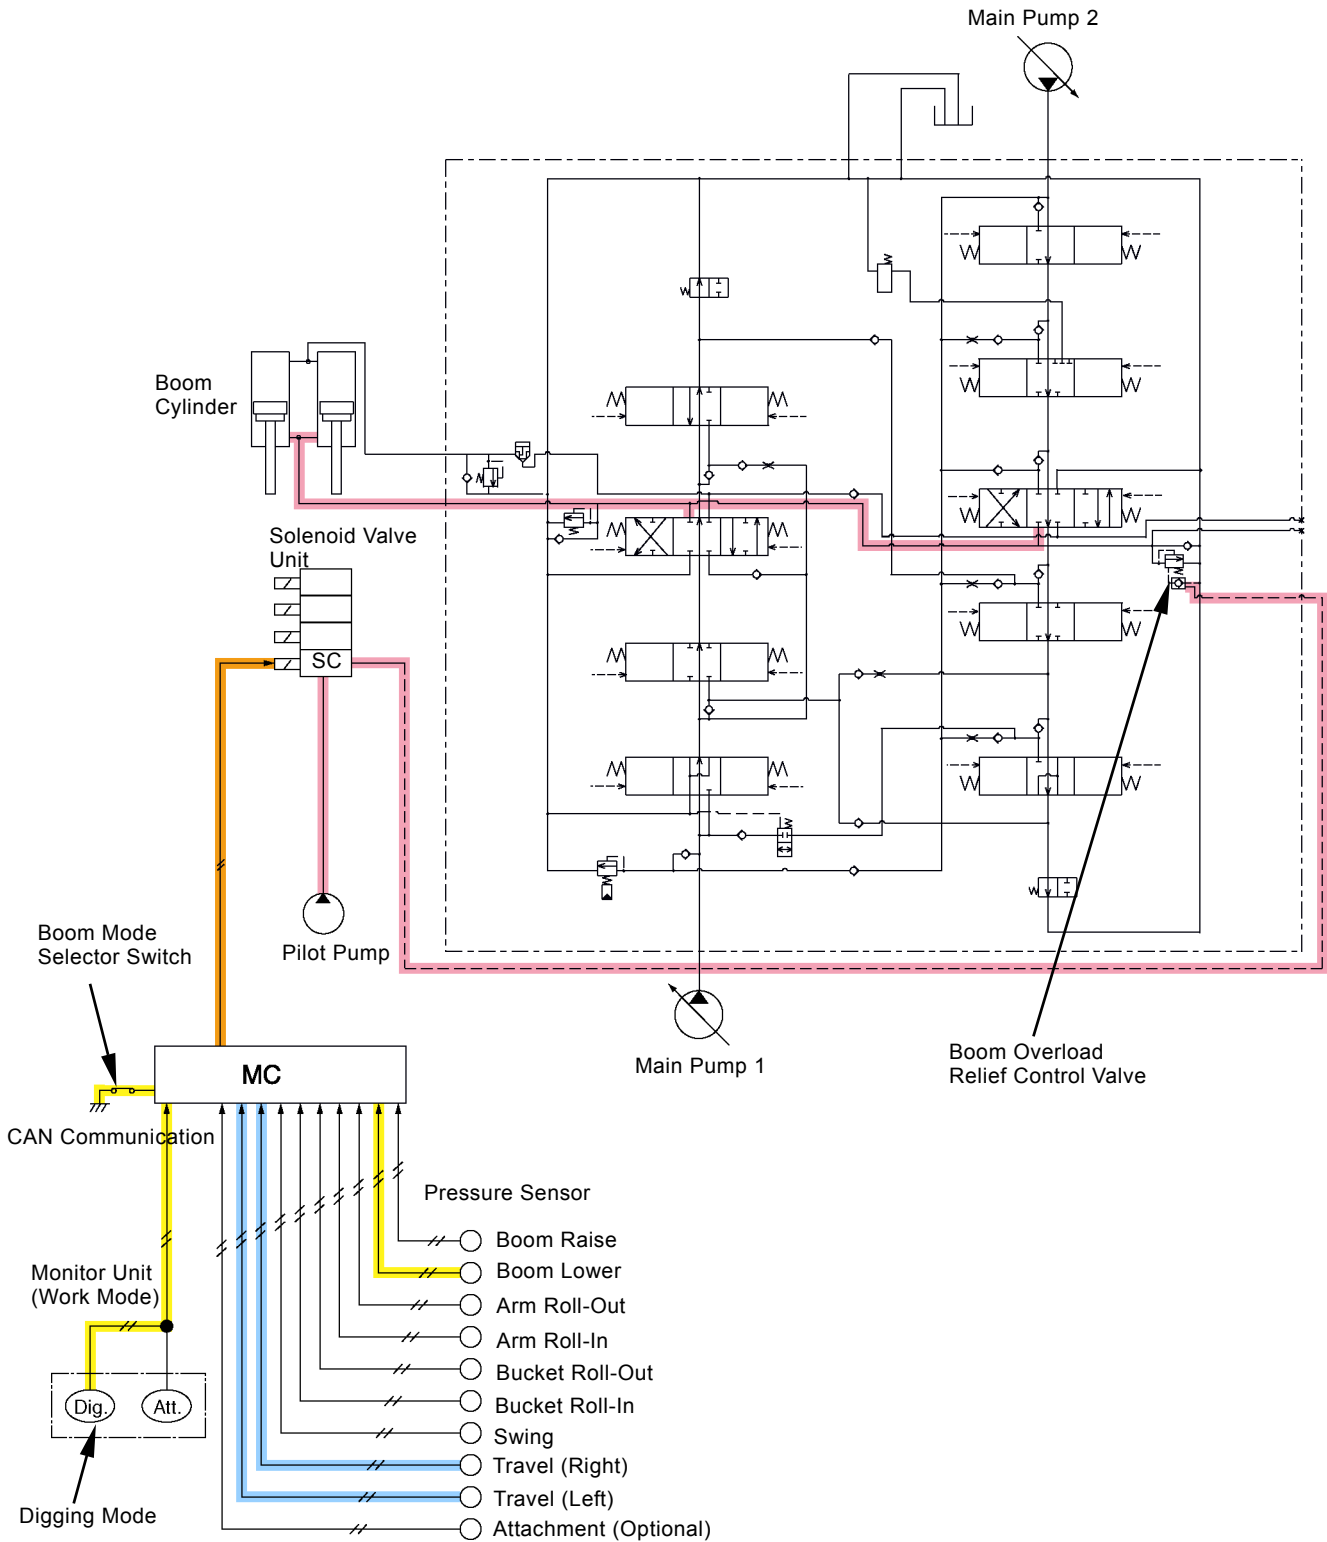 Main Pump 2
Boom
Cylinder
Solenoid Valve
Unit
SC
Boom Mode
Selector Switch
Pilot Pump
MC
Main Pump 1
Boom Overload
Relief Control Valve
CAN Communication
Pressure Sensor
Boom Raise
Monitor Unit
(Work Mode)
Boom Lower
Arm Roll-Out
Arm Roll-In
Bucket Roll-Out
Dig.
Att.
Bucket Roll-In
Swing
Travel (Right)
Travel (Left)
Digging Mode
Attachment (Optional)